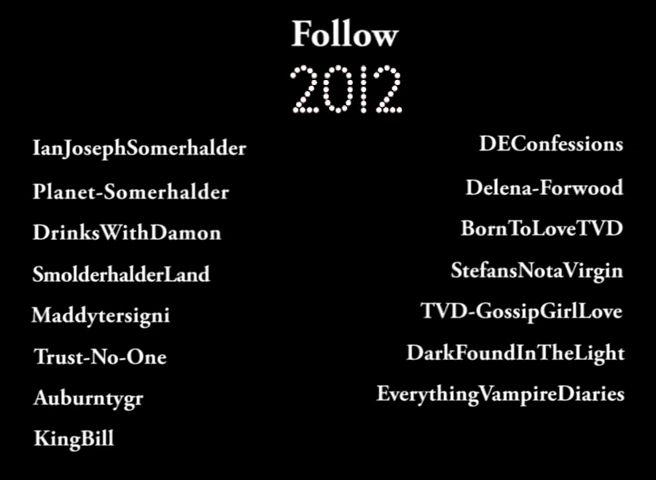 Follow
2012
IanJosephSomerhalder
Planet-Somerhalder
DrinksWithDamon
SmolderhalderLand
Maddytersigni
Trust-No-One
Auburntygr
KingBill
DEConfessions
Delena-Forwood
BornToLoveTVD
StefansNotaVirgin
TVD-GossipGirlLove
DarkFoundInTheLight
EverythingVampireDiaries